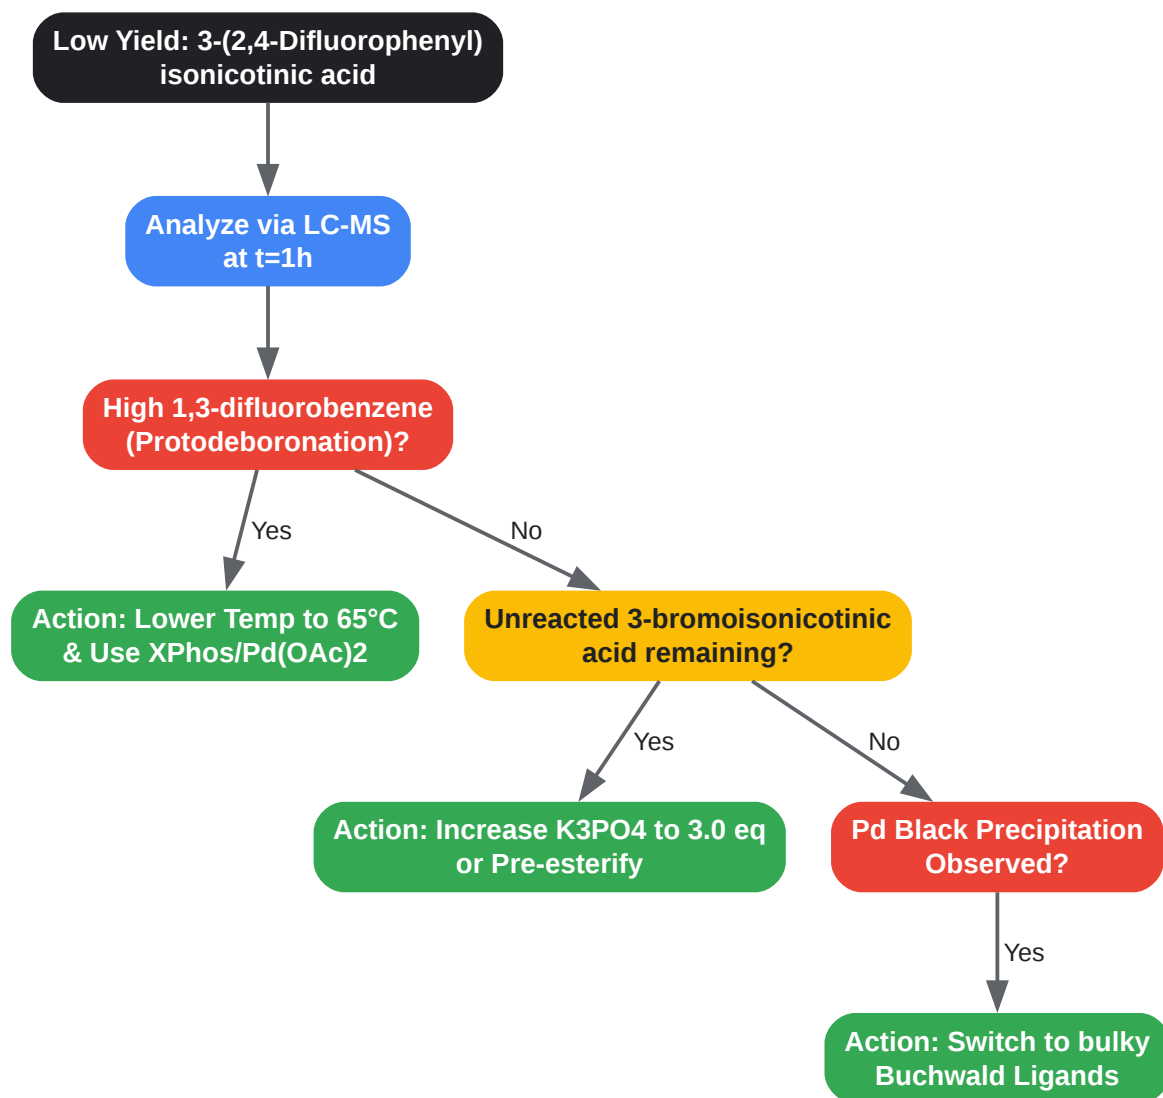 Low Yield: 3-(2,4-Difluorophenyl)
isonicotinic acid
Analyze via LC-MS
at t=1h
High 1,3-difluorobenzene
(Protodeboronation)?
Yes
No
Action: Lower Temp to 65°C
& Use XPhos/Pd(OAc)2
Unreacted 3-bromoisonicotinic
acid remaining?
Yes
No
Action: Increase K3PO4 to 3.0 eq
or Pre-esterify
Pd Black Precipitation
Observed?
Yes
Action: Switch to bulky
Buchwald Ligands